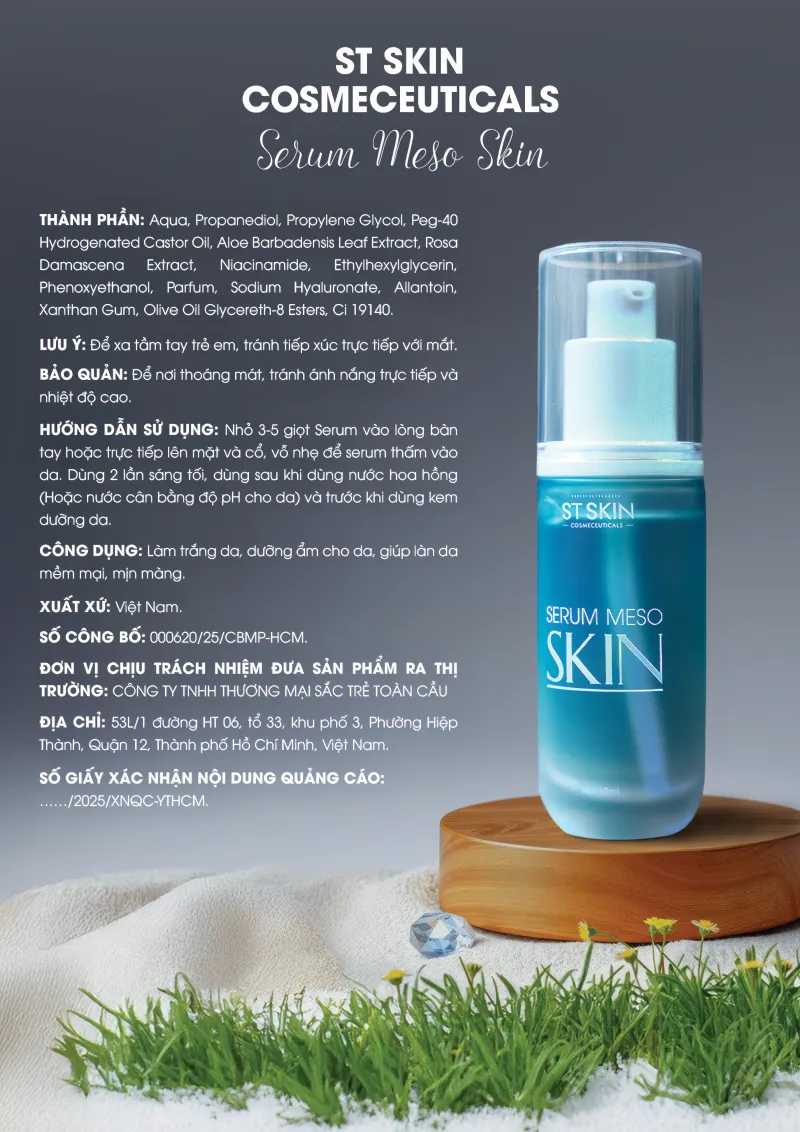 ST SKIN
COSMECEUTICALS
Serum Meso Skin
THÀNH PHẦN: Aqua, Propanediol, Propylene Glycol, Peg-40
Hydrogenated Castor Oil, Aloe Barbadensis Leaf Extract, Rosa
Damascena Extract, Niacinamide, Ethylhexylglycerin,
Phenoxyethanol, Parfum, Sodium Hyaluronate, Allantoin,
Xanthan Gum, Olive Oil Glycereth-8 Esters, Ci 19140.
LƯU Ý: Để xa tầm tay trẻ em, tránh tiếp xúc trực tiếp với mắt.
BẢO QUẢN: Để nơi thoáng mát, tránh ánh nắng trực tiếp và
nhiệt độ cao.
HƯỚNG DẪN SỬ DỤNG: Nhỏ 3-5 giọt Serum vào lòng bàn
tay hoặc trực tiếp lên mặt và cổ, vỗ nhẹ để serum thấm vào
da. Dùng 2 lần sáng tối, dùng sau khi dùng nước hoa hồng
(Hoặc nước cân bằng độ pH cho da) và trước khi dùng kem
dưỡng da.
CÔNG DỤNG: Làm trắng da, dưỡng ẩm cho da, giúp làn da
mềm mại, mịn màng.
XUẤT XỨ: Việt Nam.
SỐ CÔNG BỐ: 000620/25/CBMP-HCM.
ĐƠN VỊ CHỊU TRÁCH NHIỆM ĐƯA SẢN PHẨM RA THỊ
TRƯỜNG: CÔNG TY TNHH THƯƠNG MẠI SẮC TRẺ TOÀN CẦU
ĐỊA CHỈ: 53L/1 đường HT 06, tổ 33, khu phố 3, Phường Hiệp
Thành, Quận 12, Thành phố Hồ Chí Minh, Việt Nam.
SỐ GIẤY XÁC NHẬN NỘI DUNG QUẢNG CÁO:
....../2025/XNQC-YTHCM.
ST SKIN
COSMECEUTICALS
SERUM MESO
SKIN